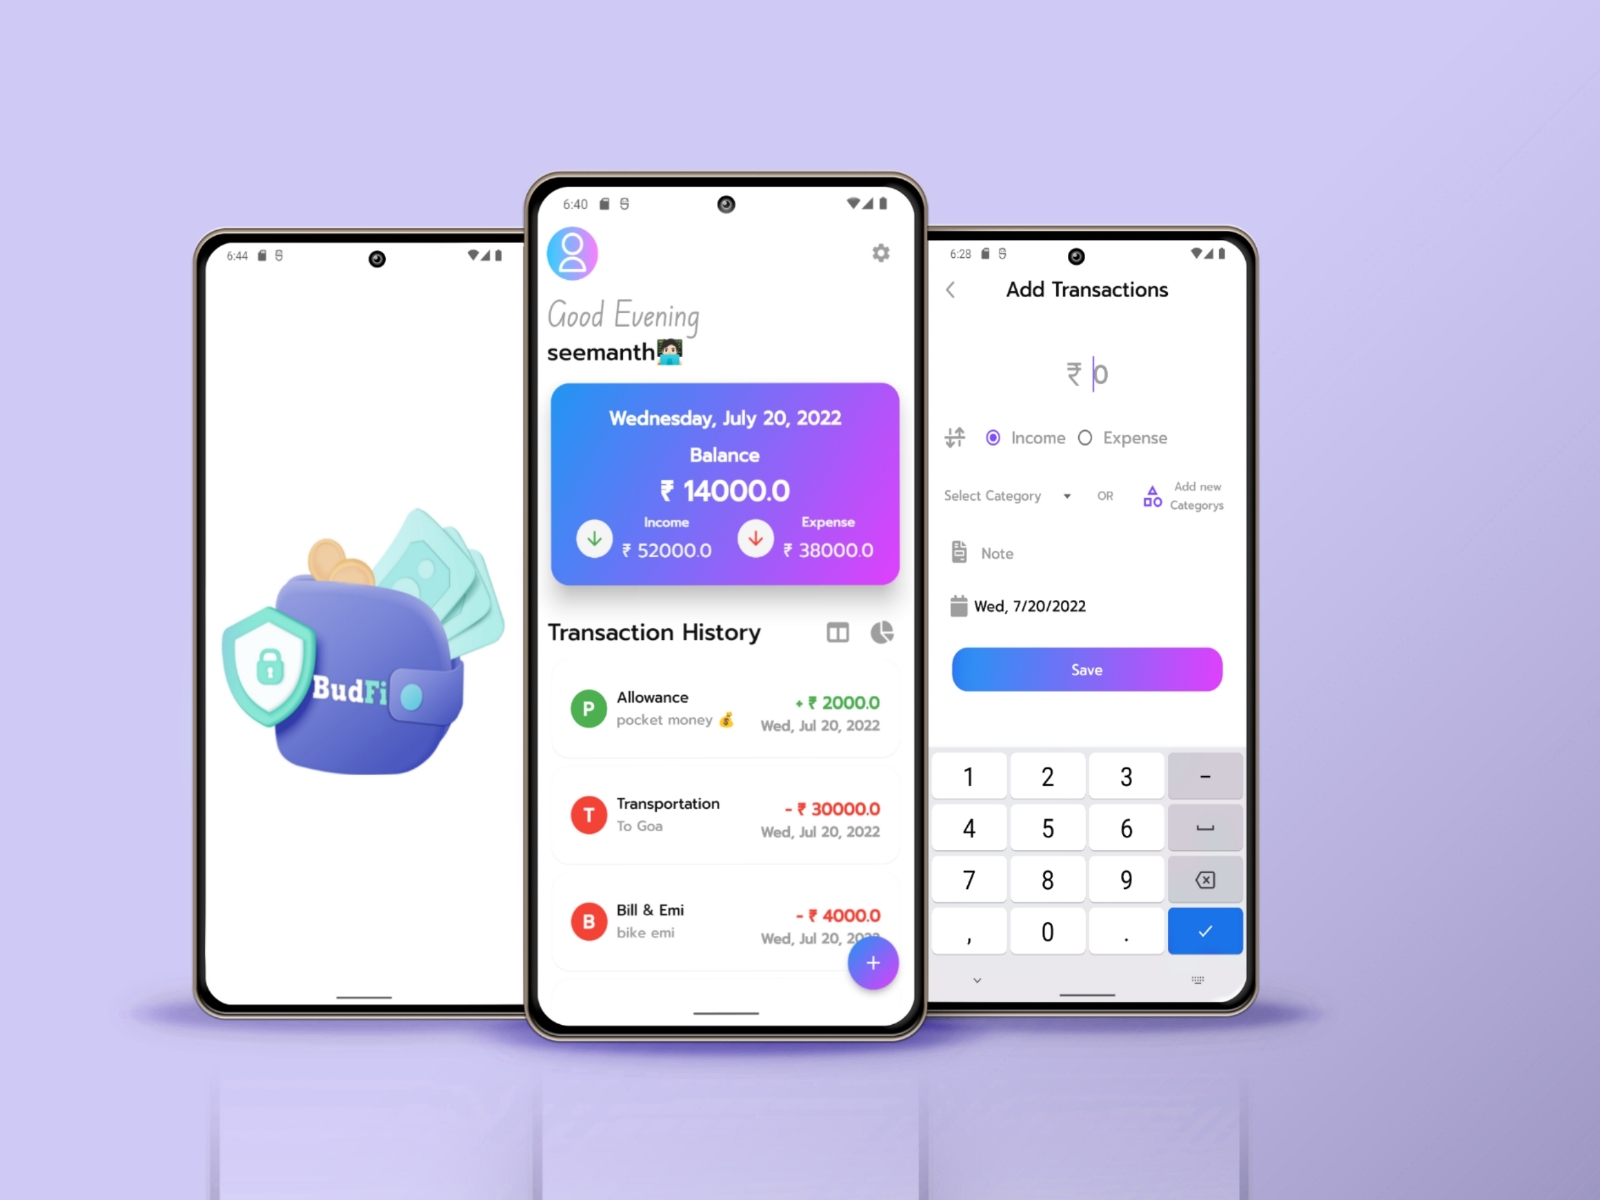 6:44
BudFi
6:40
Good Evening
seemanth
Wednesday, July 20, 2022
Balance
₹ 14000.0
Income
₹ 52000.0
Expense
₹ 38000.0
Transaction History
P
Allowance
pocket money
+ ₹ 2000.0
Wed, Jul 20, 2022
T
Transportation
To Goa
- ₹ 30000.0
Wed, Jul 20, 2022
B
Bill & Emi
bike emi
- ₹ 4000.0
Wed, Jul 20, 2022
+
6:28
Add Transactions
₹ 0
Income
Expense
Select Category
OR
Add new
Categorys
Note
Wed, 7/20/2022
Save
1 2 3 -
4 5 6
7 8 9
, 0 .